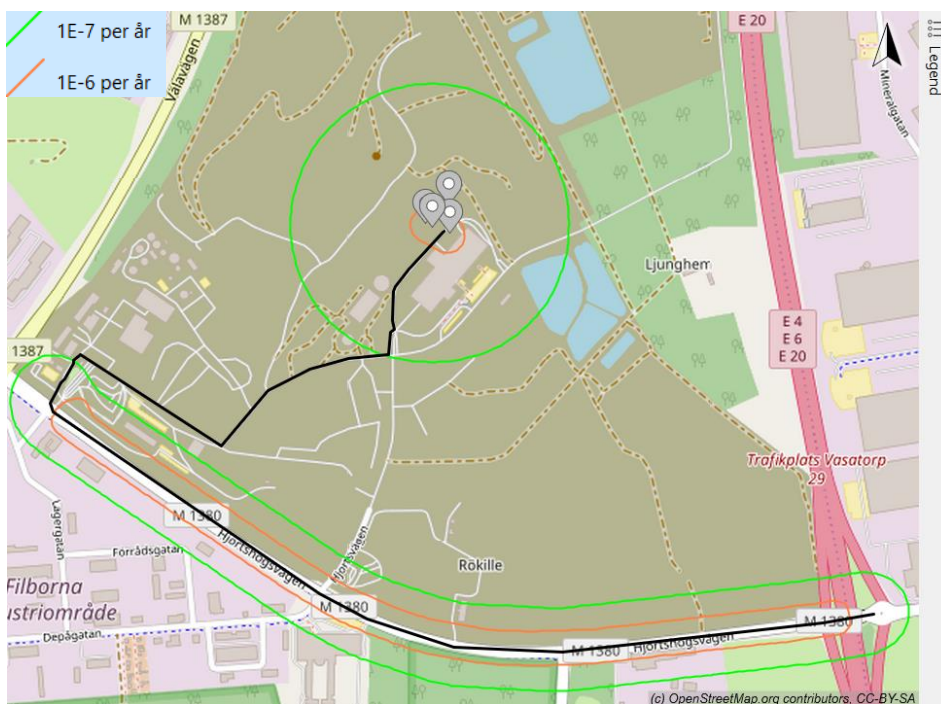 1E-7 per år
1E-6 per år
M 1387
Välavägen
E 20
Mineralgatan
Legend
Ljunghem
E 4
E 6
E 20
1387
Trafikplats Vasatorp
29
M 1380
Hjortshögsvägen
Hjortsvägen
Lagergatan
Förrådsgatan
Rökille
Filborna
ustriområde
M 1380
Depågatan
M 1380
Hjortshögsvägen
M 1380
(c) OpenStreetMap.org contributors, CC-BY-SA